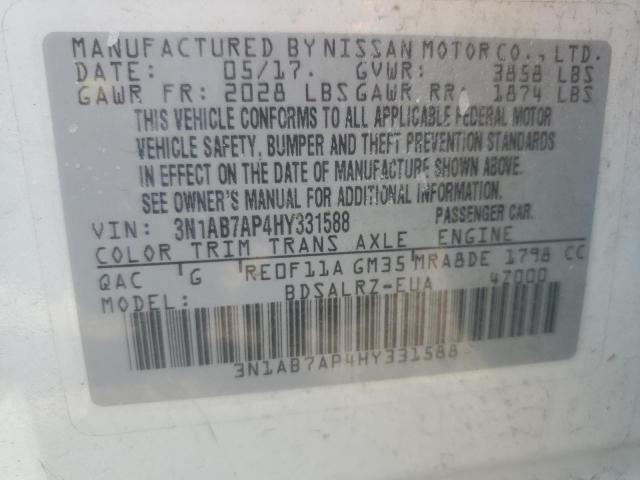 MANUFACTURED BY NISSAN MOTOR CO., LTD.
DATE: 05/17. GVWR: 3858 LBS
GAWR FR: 2028 LBS GAWR RR: 1874 LBS
THIS VEHICLE CONFORMS TO ALL APPLICABLE FEDERAL MOTOR
VEHICLE SAFETY, BUMPER AND THEFT PREVENTION STANDARDS
IN EFFECT ON THE DATE OF MANUFACTURE SHOWN ABOVE.
SEE OWNER'S MANUAL FOR ADDITIONAL INFORMATION.
VIN: 3N1AB7AP4HY331588 PASSENGER CAR.
COLOR TRIM TRANS AXLE ENGINE
QAC G RE0F11A GM35 MRA8DE 1798 CC
MODEL: BDSALRZ-EUA 47000
3N1AB7AP4HY331588